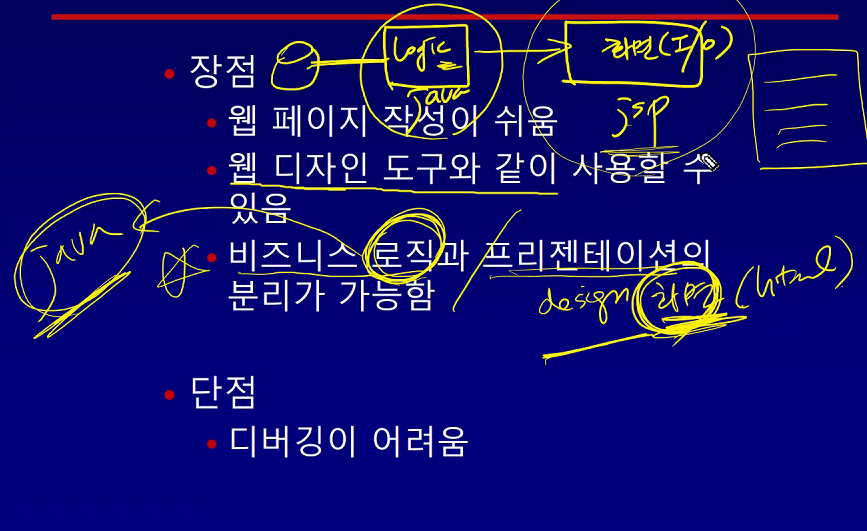 logic
java
화면(I/O)
jsp
장점
웹 페이지 작성이 쉬움
웹 디자인 도구와 같이 사용할 수
있음
java
비즈니스 로직과 프리젠테이션의
분리가 가능함
design 화면 (html)
단점
디버깅이 어려움